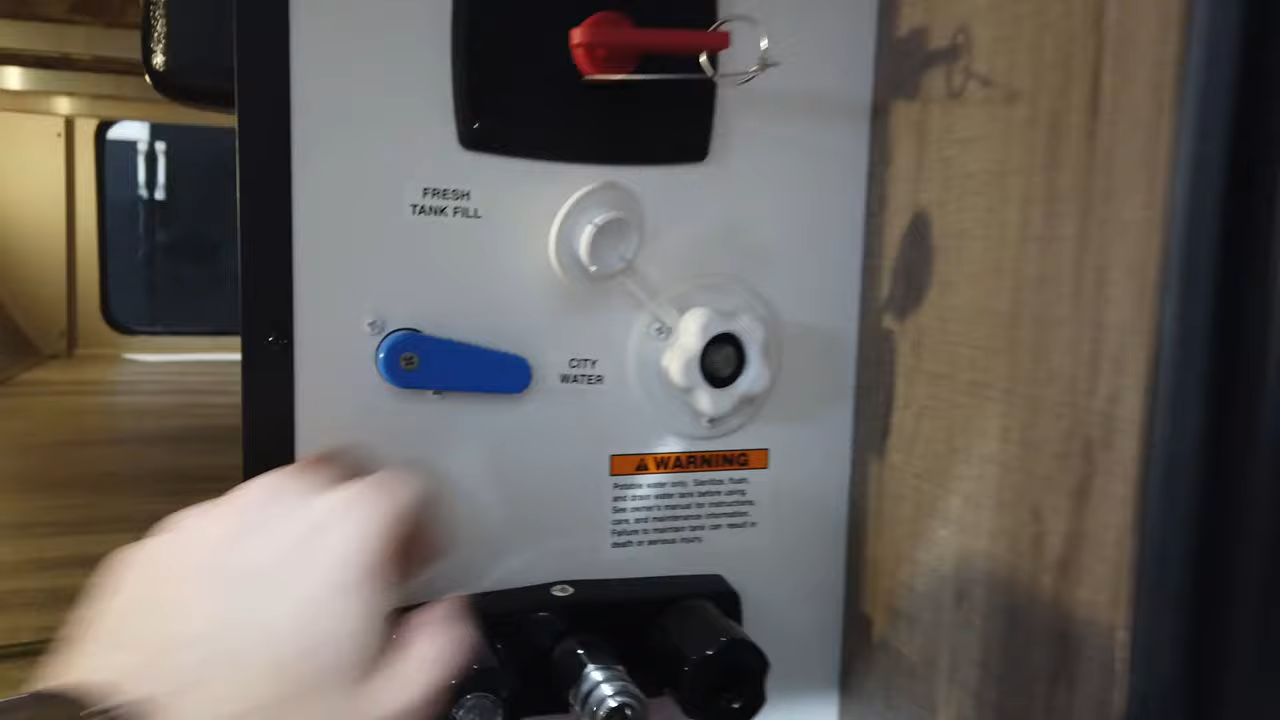 FRESH
TANK FILL
CITY
WATER
WARNING
Potable water only. Sanitize, flush,
and drain water tank before using.
See owner's manual for instructions,
care, and maintenance information.
Failure to maintain tank can result in
death or serious injury.